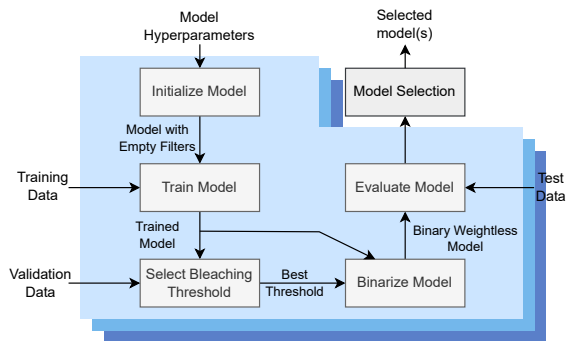 Model
Hyperparameters
Selected
model(s)
Initialize Model
Model Selection
Model with
Empty Filters
Training
Data
Train Model
Evaluate Model
Test
Data
Trained
Model
Binary Weightless
Model
Validation
Data
Select Bleaching
Threshold
Best
Threshold
Binarize Model